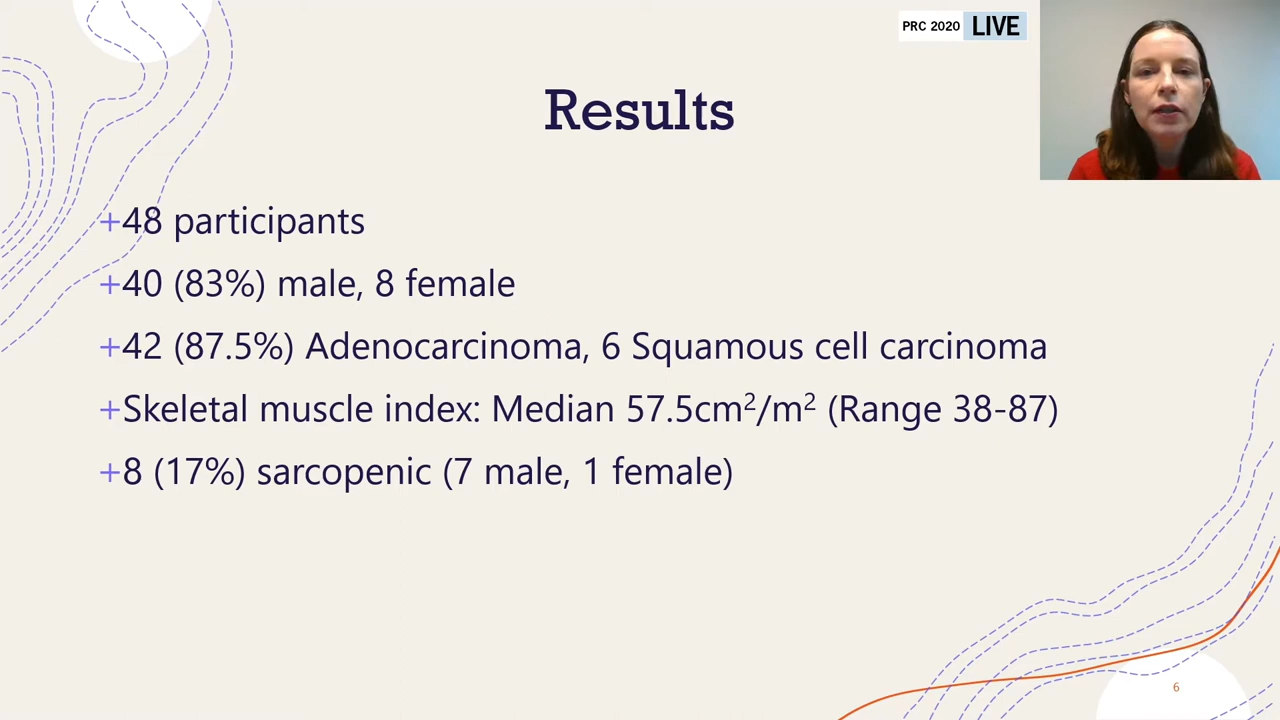 PRC 2020 LIVE
Results
+48 participants
+40 (83%) male, 8 female
+42 (87.5%) Adenocarcinoma, 6 Squamous cell carcinoma
+Skeletal muscle index: Median 57.5cm²/m² (Range 38-87)
+8 (17%) sarcopenic (7 male, 1 female)
6